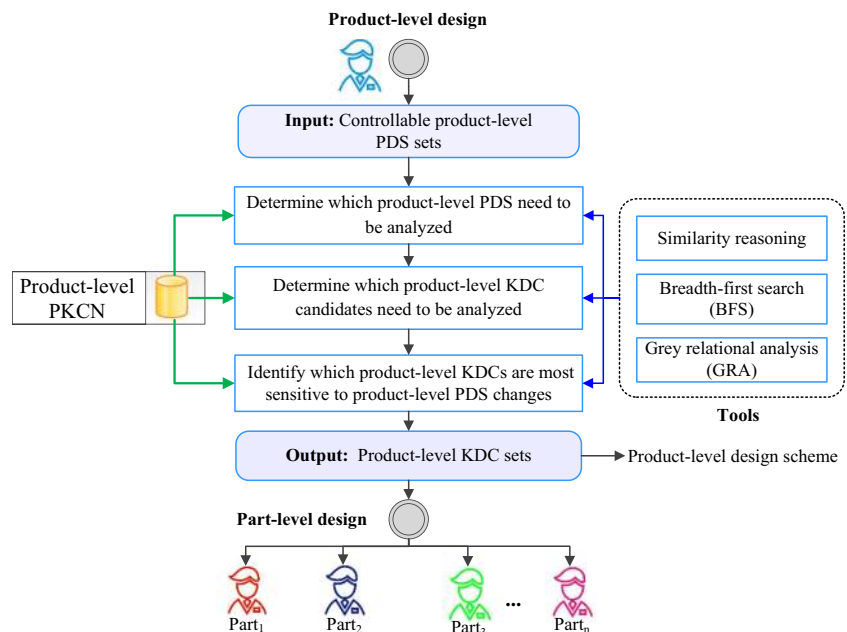 Product-level design
Input: Controllable product-level
PDS sets
Determine which product-level PDS need to
be analyzed
Similarity reasoning
Product-level
PKCN
Determine which product-level KDC
candidates need to be analyzed
Breadth-first search
(BFS)
Identify which product-level KDCs are most
sensitive to product-level PDS changes
Grey relational analysis
(GRA)
Tools
Output: Product-level KDC sets
Product-level design scheme
Part-level design
...
Part1
Part2
Part3
Partn